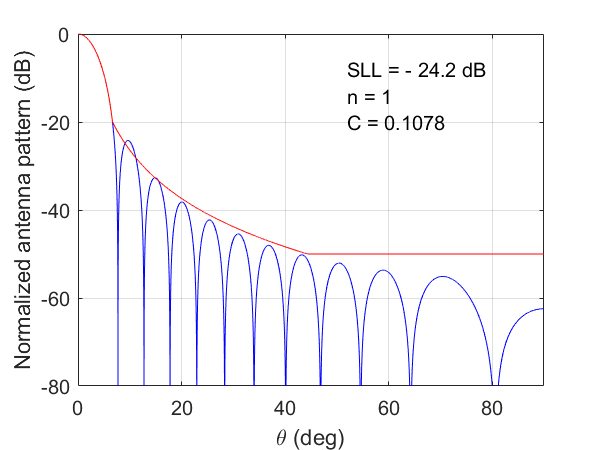 Normalized antenna pattern (dB)
0
-20
-40
-60
-80
SLL = - 24.2 dB
n = 1
C = 0.1078
0 20 40 60 80
θ (deg)